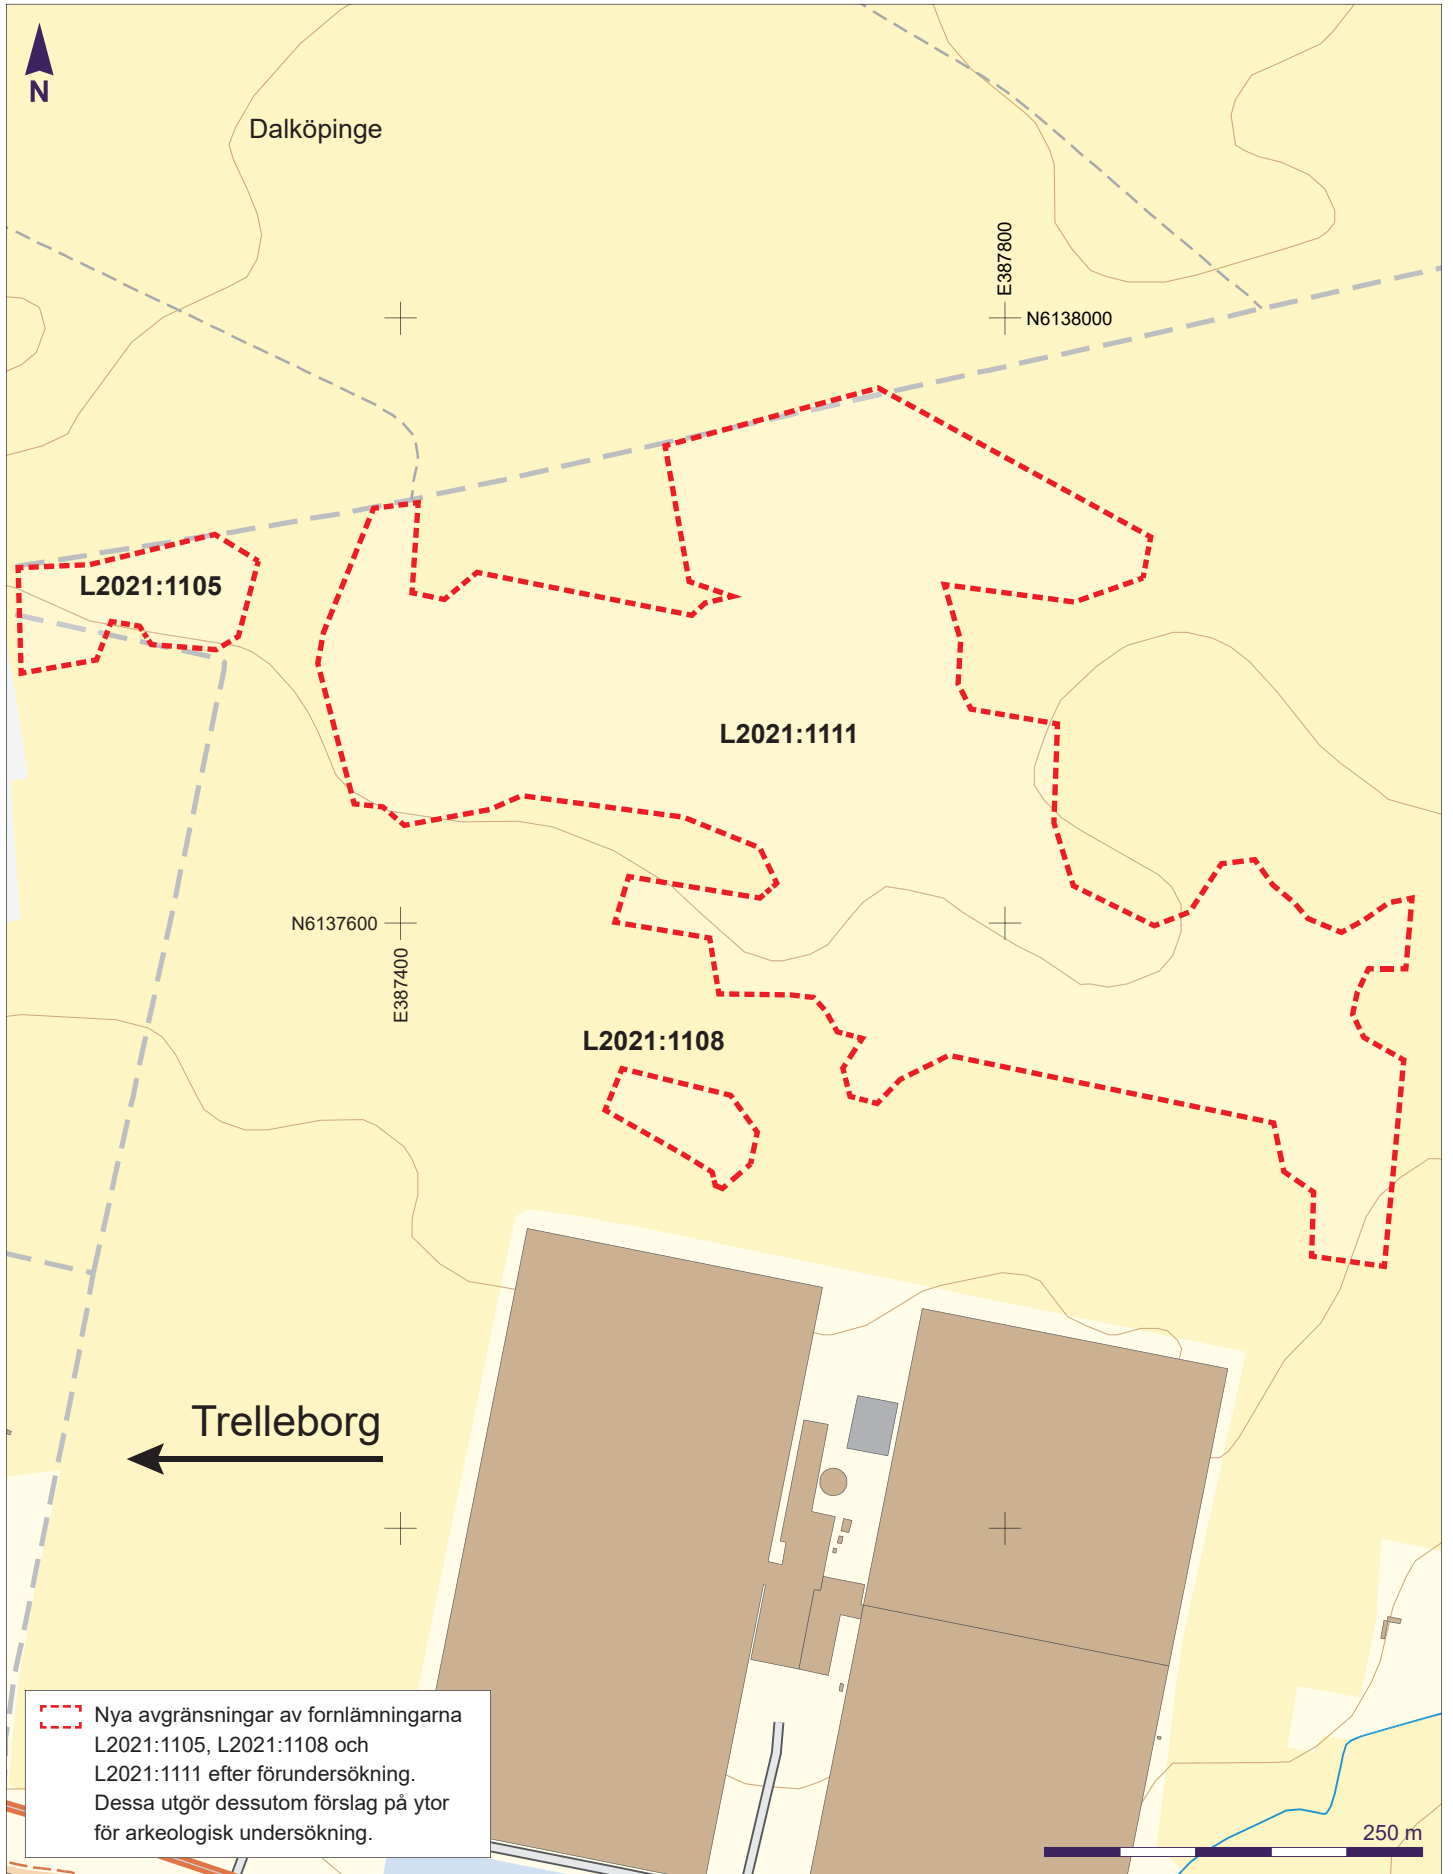 N
Dalköpinge
E387800
N6138000
L2021:1105
L2021:1111
N6137600
E387400
L2021:1108
Trelleborg
Nya avgränsningar av fornlämningarna
L2021:1105, L2021:1108 och
L2021:1111 efter förundersökning.
Dessa utgör dessutom förslag på ytor
för arkeologisk undersökning.
250 m